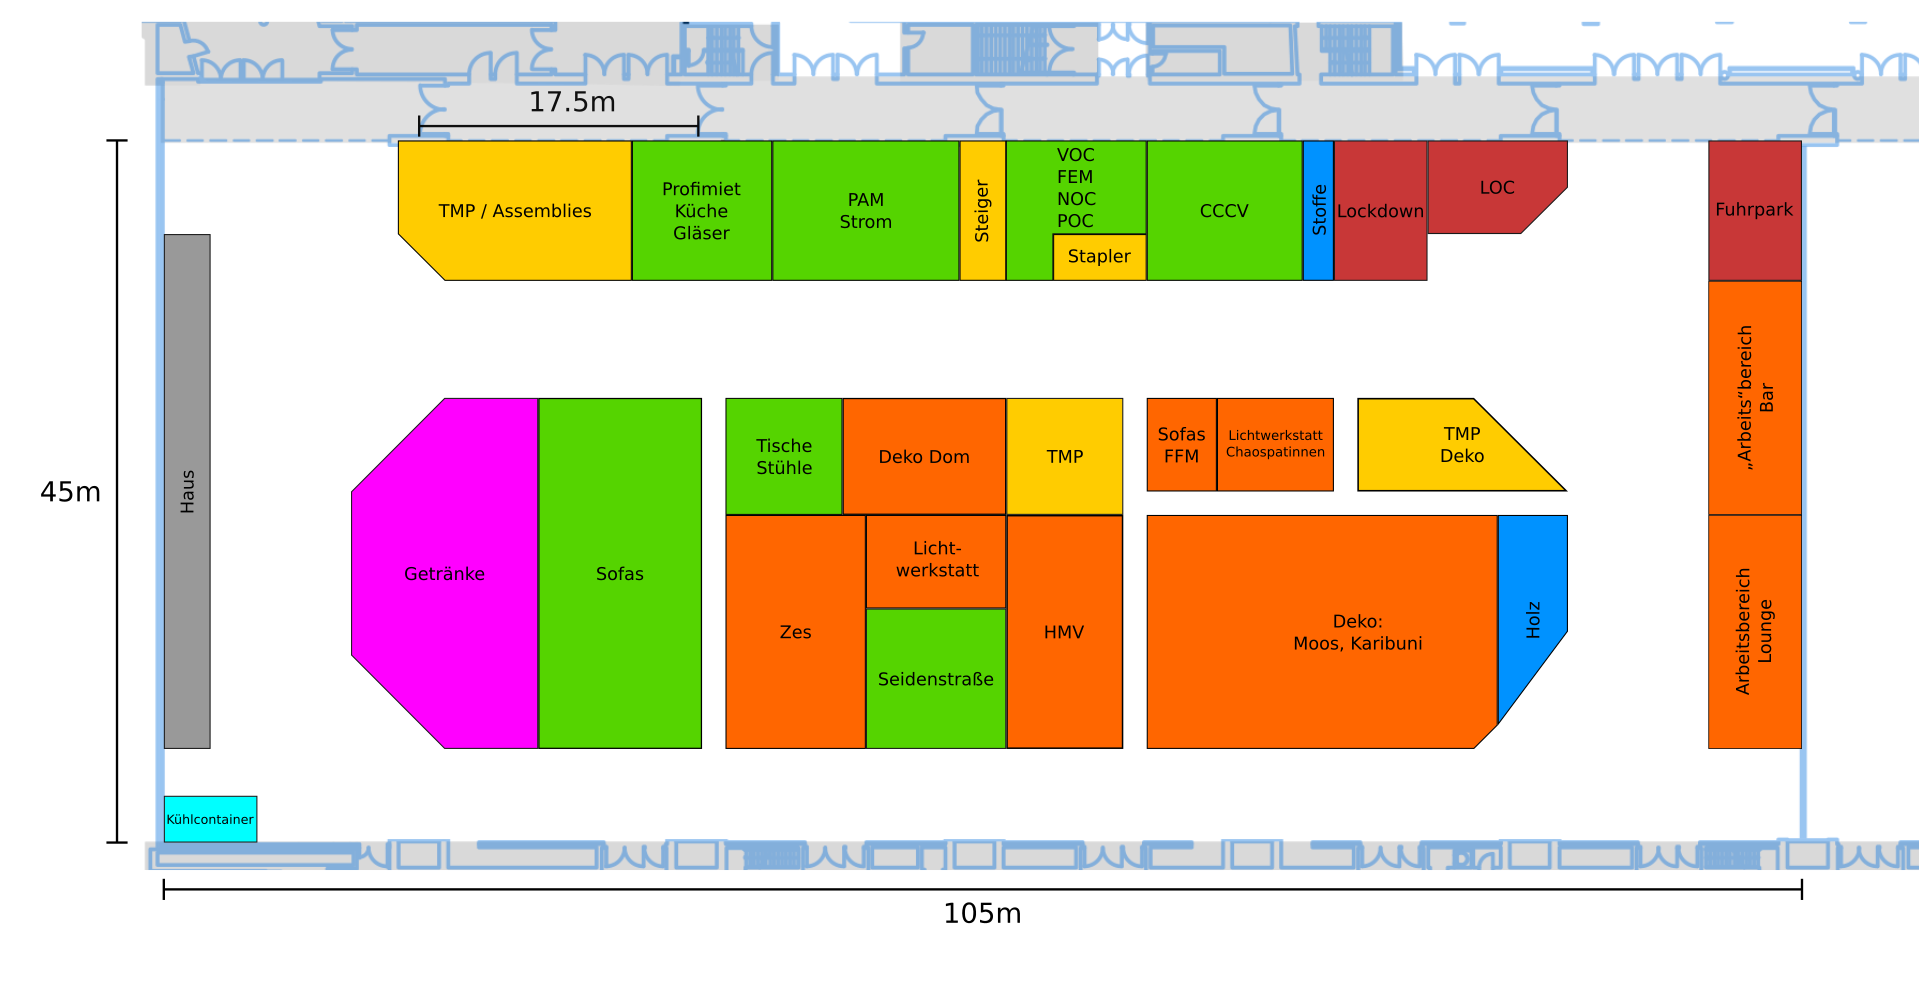 17.5m
TMP / Assemblies
Profimiet
Küche
Gläser
PAM
Strom
Steiger
VOC
FEM
NOC
POC
Stapler
CCCV
Stoffe
Lockdown
LOC
Fuhrpark
45m
Haus
Getränke
Sofas
Tische
Stühle
Deko Dom
TMP
Sofas
FFM
Lichtwerkstatt
Chaospatinnen
TMP
Deko
„Arbeits“bereich
Bar
Zes
Licht-
werkstatt
Seidenstraße
HMV
Deko:
Moos, Karibuni
Holz
Arbeitsbereich
Lounge
Kühlcontainer
105m